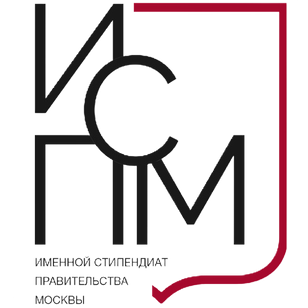 ИС
ПМ
ИМЕННОЙ СТИПЕНДИАТ
ПРАВИТЕЛЬСТВА
МОСКВЫ